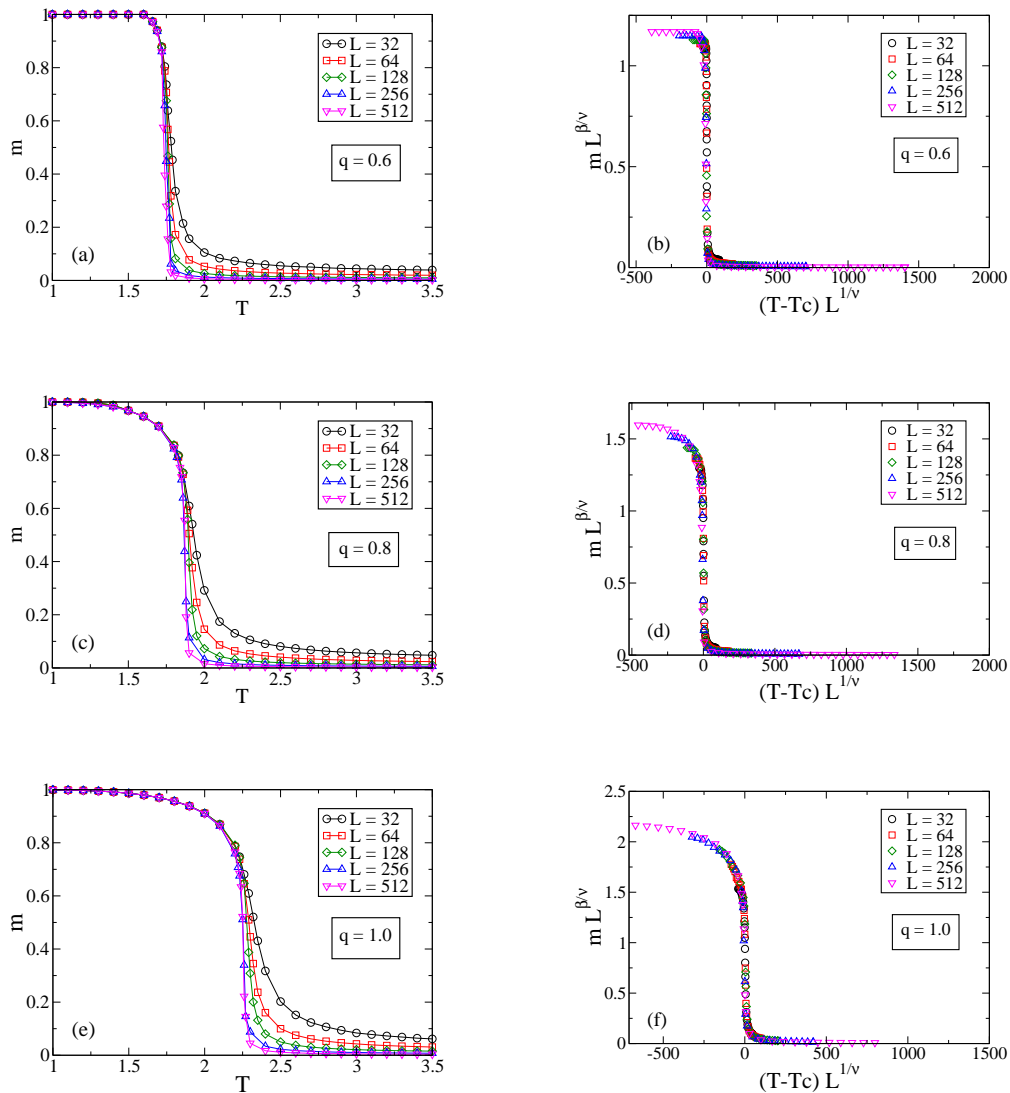 1
0.8
0.6
0.4
0.2
0
m
1
1.5
2
2.5
3
3.5
T
L = 32
L = 64
L = 128
L = 256
L = 512
q = 0.6
(a)
1
0.5
0
m L^{β/ν}
-500
0
500
1000
1500
2000
(T-Tc) L^{1/ν}
L = 32
L = 64
L = 128
L = 256
L = 512
q = 0.6
(b)
1
0.8
0.6
0.4
0.2
0
m
1
1.5
2
2.5
3
3.5
T
L = 32
L = 64
L = 128
L = 256
L = 512
q = 0.8
(c)
1.5
1
0.5
0
m L^{β/ν}
-500
0
500
1000
1500
2000
(T-Tc) L^{1/ν}
L = 32
L = 64
L = 128
L = 256
L = 512
q = 0.8
(d)
1
0.8
0.6
0.4
0.2
0
m
1
1.5
2
2.5
3
3.5
T
L = 32
L = 64
L = 128
L = 256
L = 512
q = 1.0
(e)
2.5
2
1.5
1
0.5
0
m L^{β/ν}
-500
0
500
1000
1500
(T-Tc) L^{1/ν}
L = 32
L = 64
L = 128
L = 256
L = 512
q = 1.0
(f)